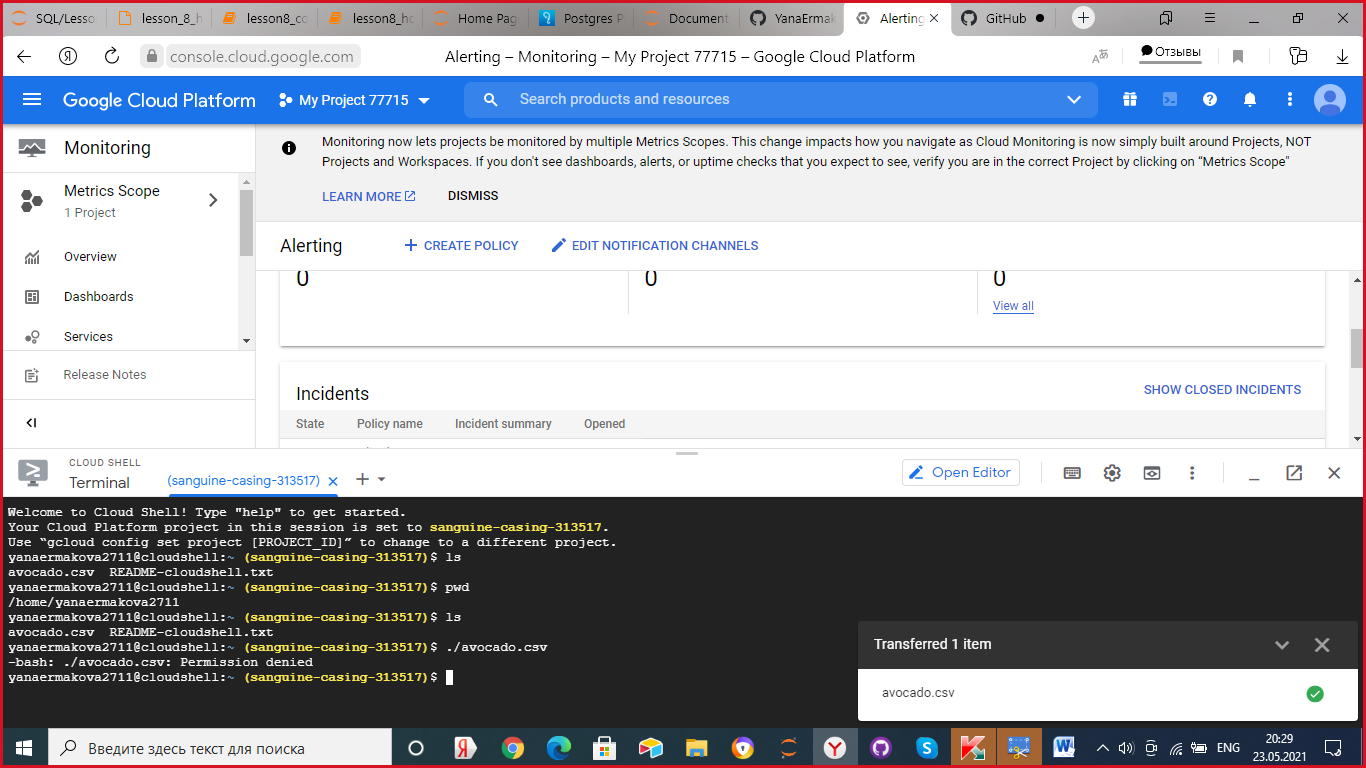 SQL/Lesso
lesson_8_h
lesson8_co
lesson8_ho
Home Pag
Postgres P
Document
YanaErmak
Alerting
GitHub
console.cloud.google.com
Alerting – Monitoring – My Project 77715 – Google Cloud Platform
Отзывы
Google Cloud Platform
My Project 77715
Search products and resources
Monitoring
Metrics Scope
1 Project
Overview
Dashboards
Services
Release Notes
Monitoring now lets projects be monitored by multiple Metrics Scopes. This change impacts how you navigate as Cloud Monitoring is now simply built around Projects, NOT
Projects and Workspaces. If you don't see dashboards, alerts, or uptime checks that you expect to see, verify you are in the correct Project by clicking on “Metrics Scope"
LEARN MORE
DISMISS
Alerting
CREATE POLICY
EDIT NOTIFICATION CHANNELS
0
0
0
View all
Incidents
SHOW CLOSED INCIDENTS
State
Policy name
Incident summary
Opened
CLOUD SHELL
Terminal
(sanguine-casing-313517)
Open Editor
Welcome to Cloud Shell! Type "help" to get started.
Your Cloud Platform project in this session is set to sanguine-casing-313517.
Use “gcloud config set project [PROJECT_ID]” to change to a different project.
yanaermakova2711@cloudshell:~ (sanguine-casing-313517)$ ls
avocado.csv  README-cloudshell.txt
yanaermakova2711@cloudshell:~ (sanguine-casing-313517)$ pwd
/home/yanaermakova2711
yanaermakova2711@cloudshell:~ (sanguine-casing-313517)$ ls
avocado.csv  README-cloudshell.txt
yanaermakova2711@cloudshell:~ (sanguine-casing-313517)$ ./avocado.csv
-bash: ./avocado.csv: Permission denied
yanaermakova2711@cloudshell:~ (sanguine-casing-313517)$
Transferred 1 item
avocado.csv
Введите здесь текст для поиска
ENG
20:29
23.05.2021